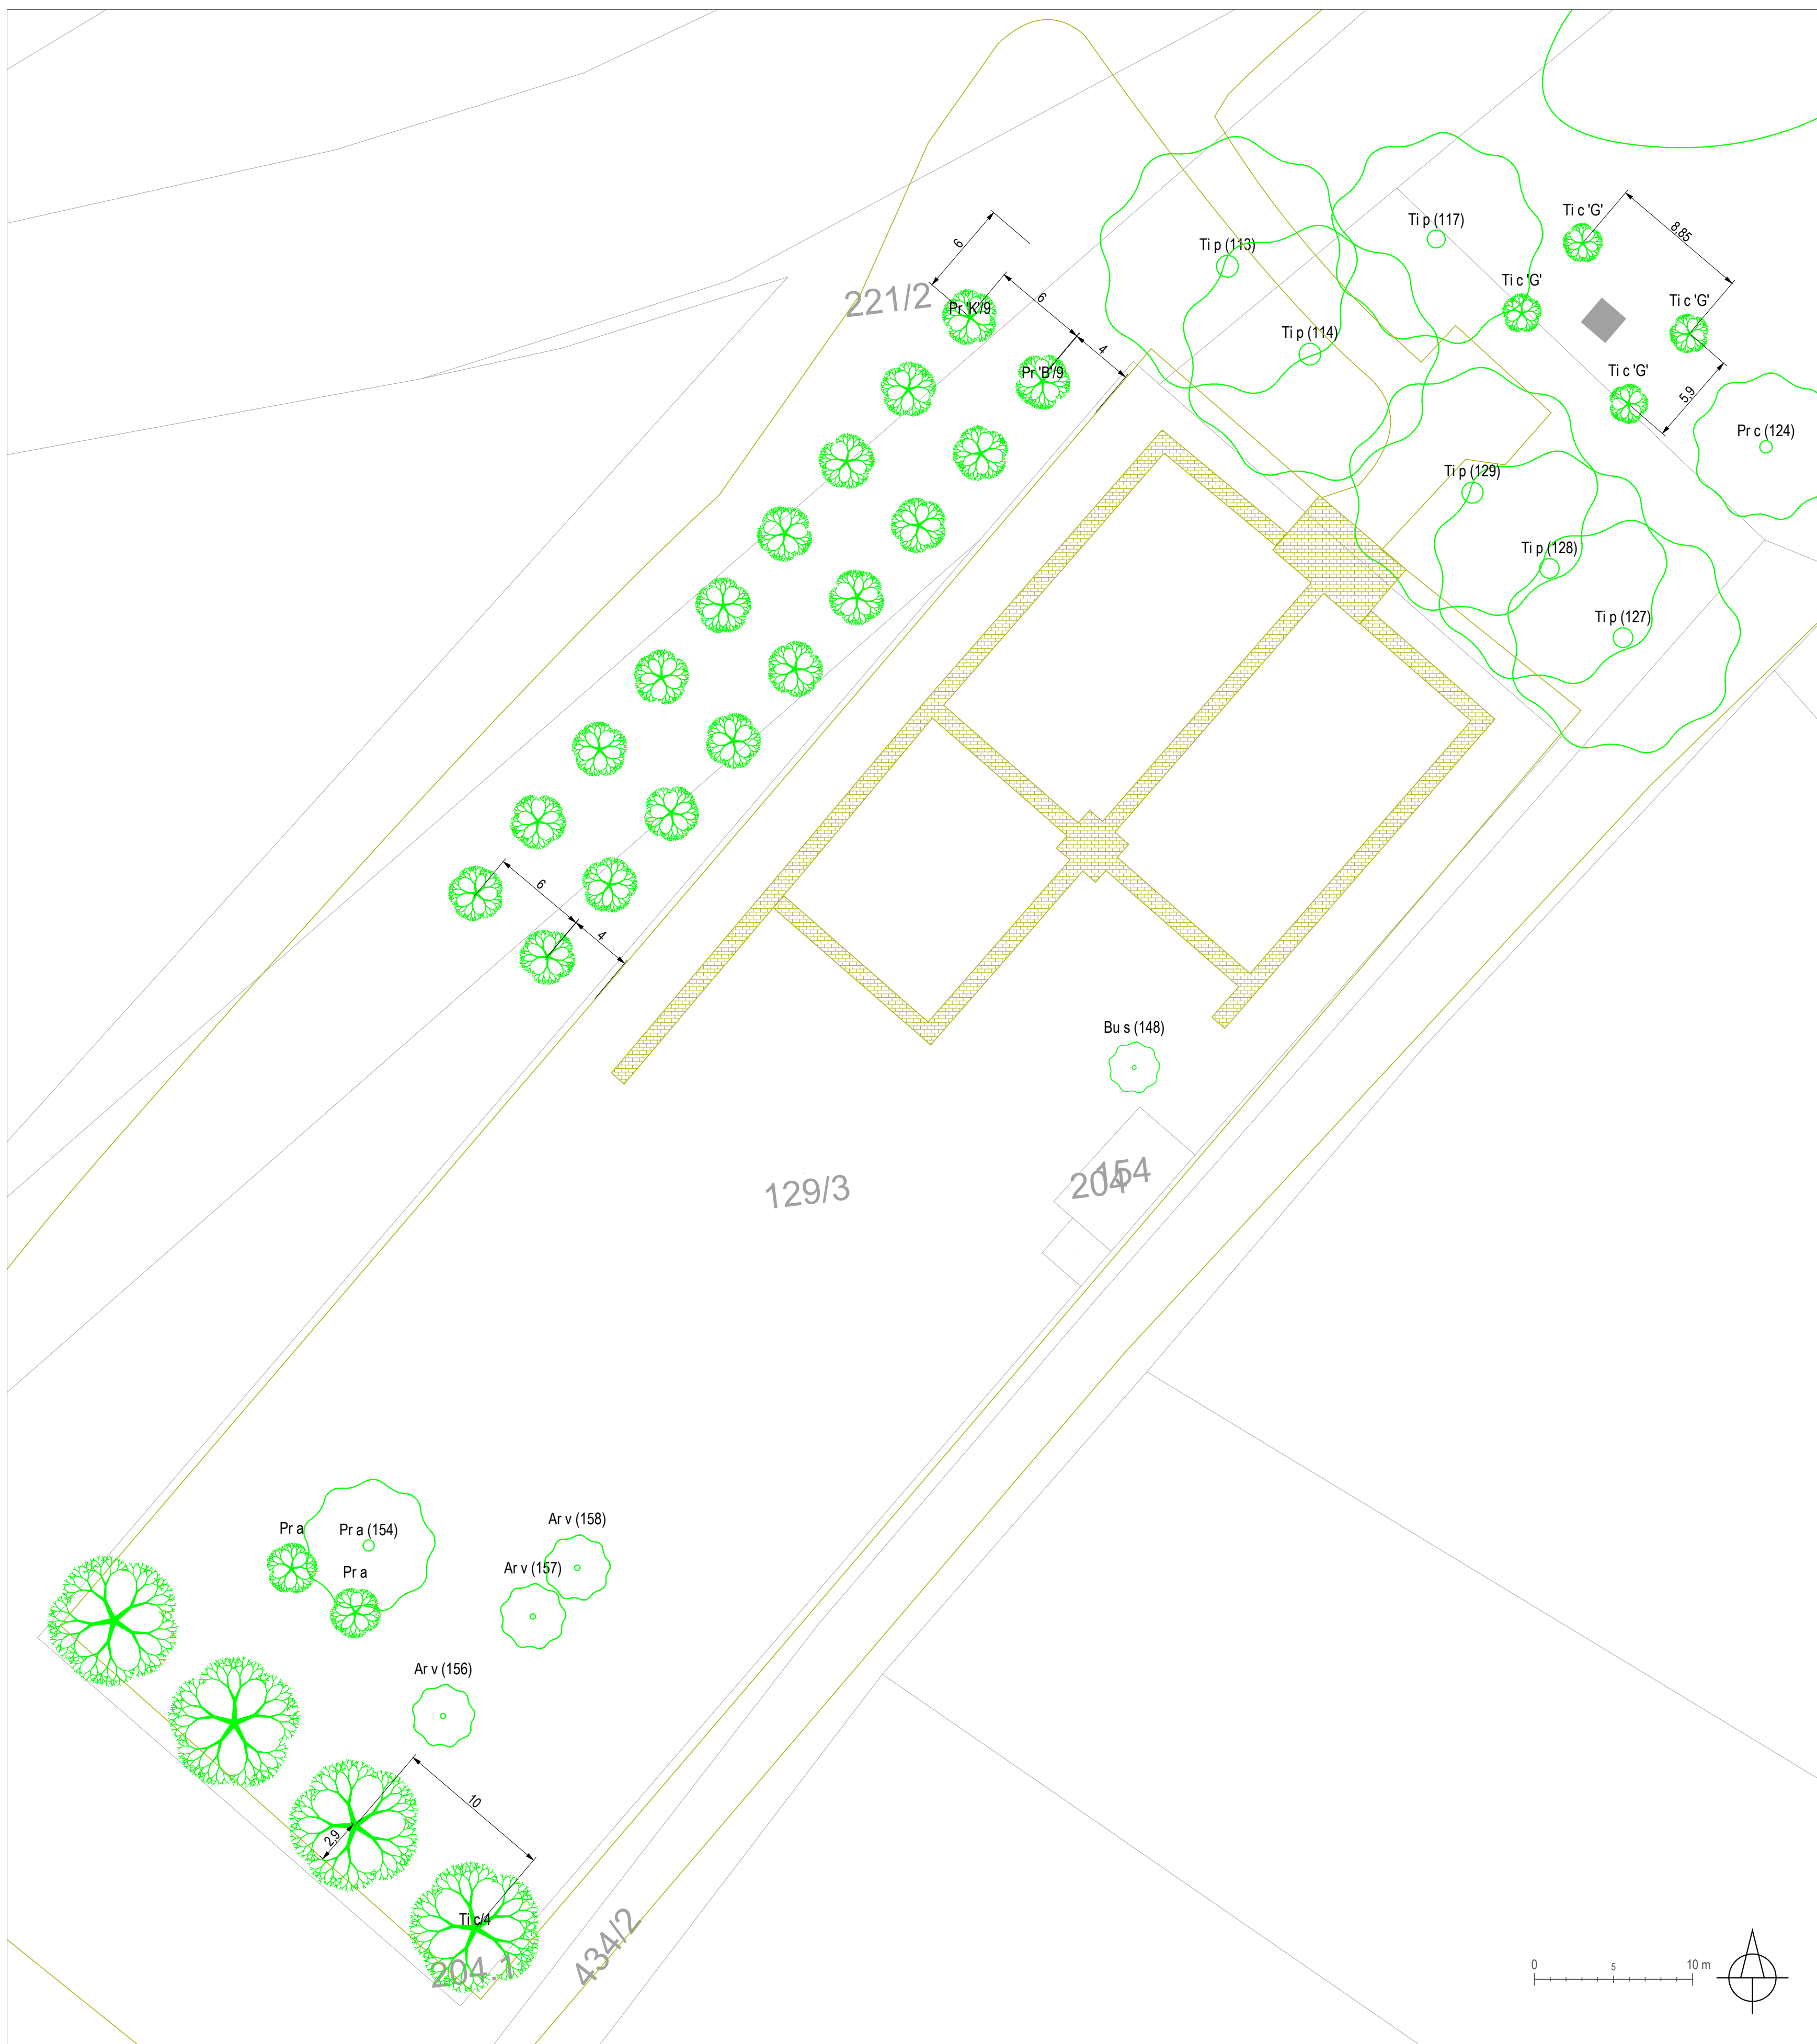 Ti c 'G'
8,85
Ti p (117)
Ti p (113)
6
Ti c 'G'
221/2
6
Pr 'K'/9
Ti c 'G'
Ti p (114)
4
Pr 'B'/9
Ti c 'G'
5,9
Pr c (124)
Ti p (129)
Ti p (128)
Ti p (127)
6
4
Bu s (148)
129/3
204
154
Ar v (158)
Pr a
Pr a (154)
Ar v (157)
Pr a
Ar v (156)
10
2,9
Ti c/4
204.1
434/2
0 5 10 m